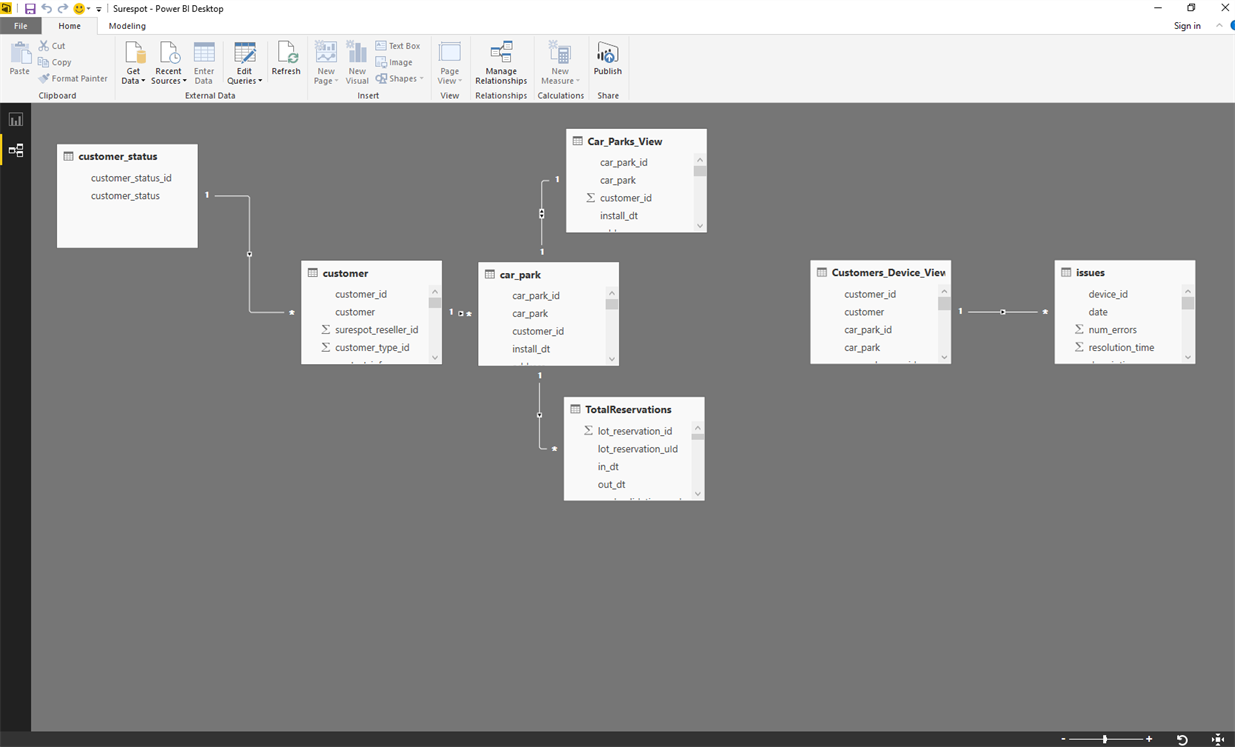 Surespot - Power BI Desktop
File Home Modeling Sign in
Paste
Cut
Copy
Format Painter
Clipboard
Get Data
Recent Sources
Enter Data
Edit Queries
Refresh
External Data
New Page
New Visual
Text Box
Image
Shapes
Insert
Page View
View
Manage Relationships
Relationships
New Measure
Calculations
Publish
Share
customer_status
customer_status_id
customer_status
1
*
customer
customer_id
customer
Σ surespot_reseller_id
Σ customer_type_id
1
*
car_park
car_park_id
car_park
customer_id
install_dt
1
1
Car_Parks_View
car_park_id
car_park
Σ customer_id
install_dt
1
*
TotalReservations
Σ lot_reservation_id
lot_reservation_uId
in_dt
out_dt
Customers_Device_View
customer_id
customer
car_park_id
car_park
1
*
issues
device_id
date
Σ num_errors
Σ resolution_time
- +